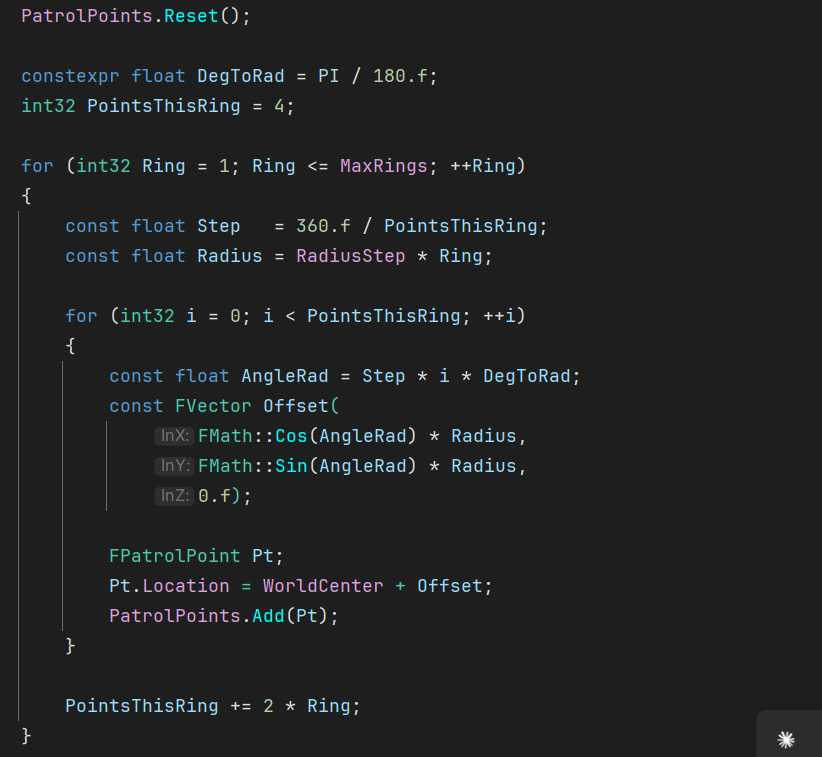 PatrolPoints.Reset();
constexpr float DegToRad = PI / 180.f;
int32 PointsThisRing = 4;
for (int32 Ring = 1; Ring <= MaxRings; ++Ring)
{
const float Step   = 360.f / PointsThisRing;
const float Radius = RadiusStep * Ring;
for (int32 i = 0; i < PointsThisRing; ++i)
{
const float AngleRad = Step * i * DegToRad;
const FVector Offset(
InX: FMath::Cos(AngleRad) * Radius,
InY: FMath::Sin(AngleRad) * Radius,
InZ: 0.f);
FPatrolPoint Pt;
Pt.Location = WorldCenter + Offset;
PatrolPoints.Add(Pt);
}
PointsThisRing += 2 * Ring;
}